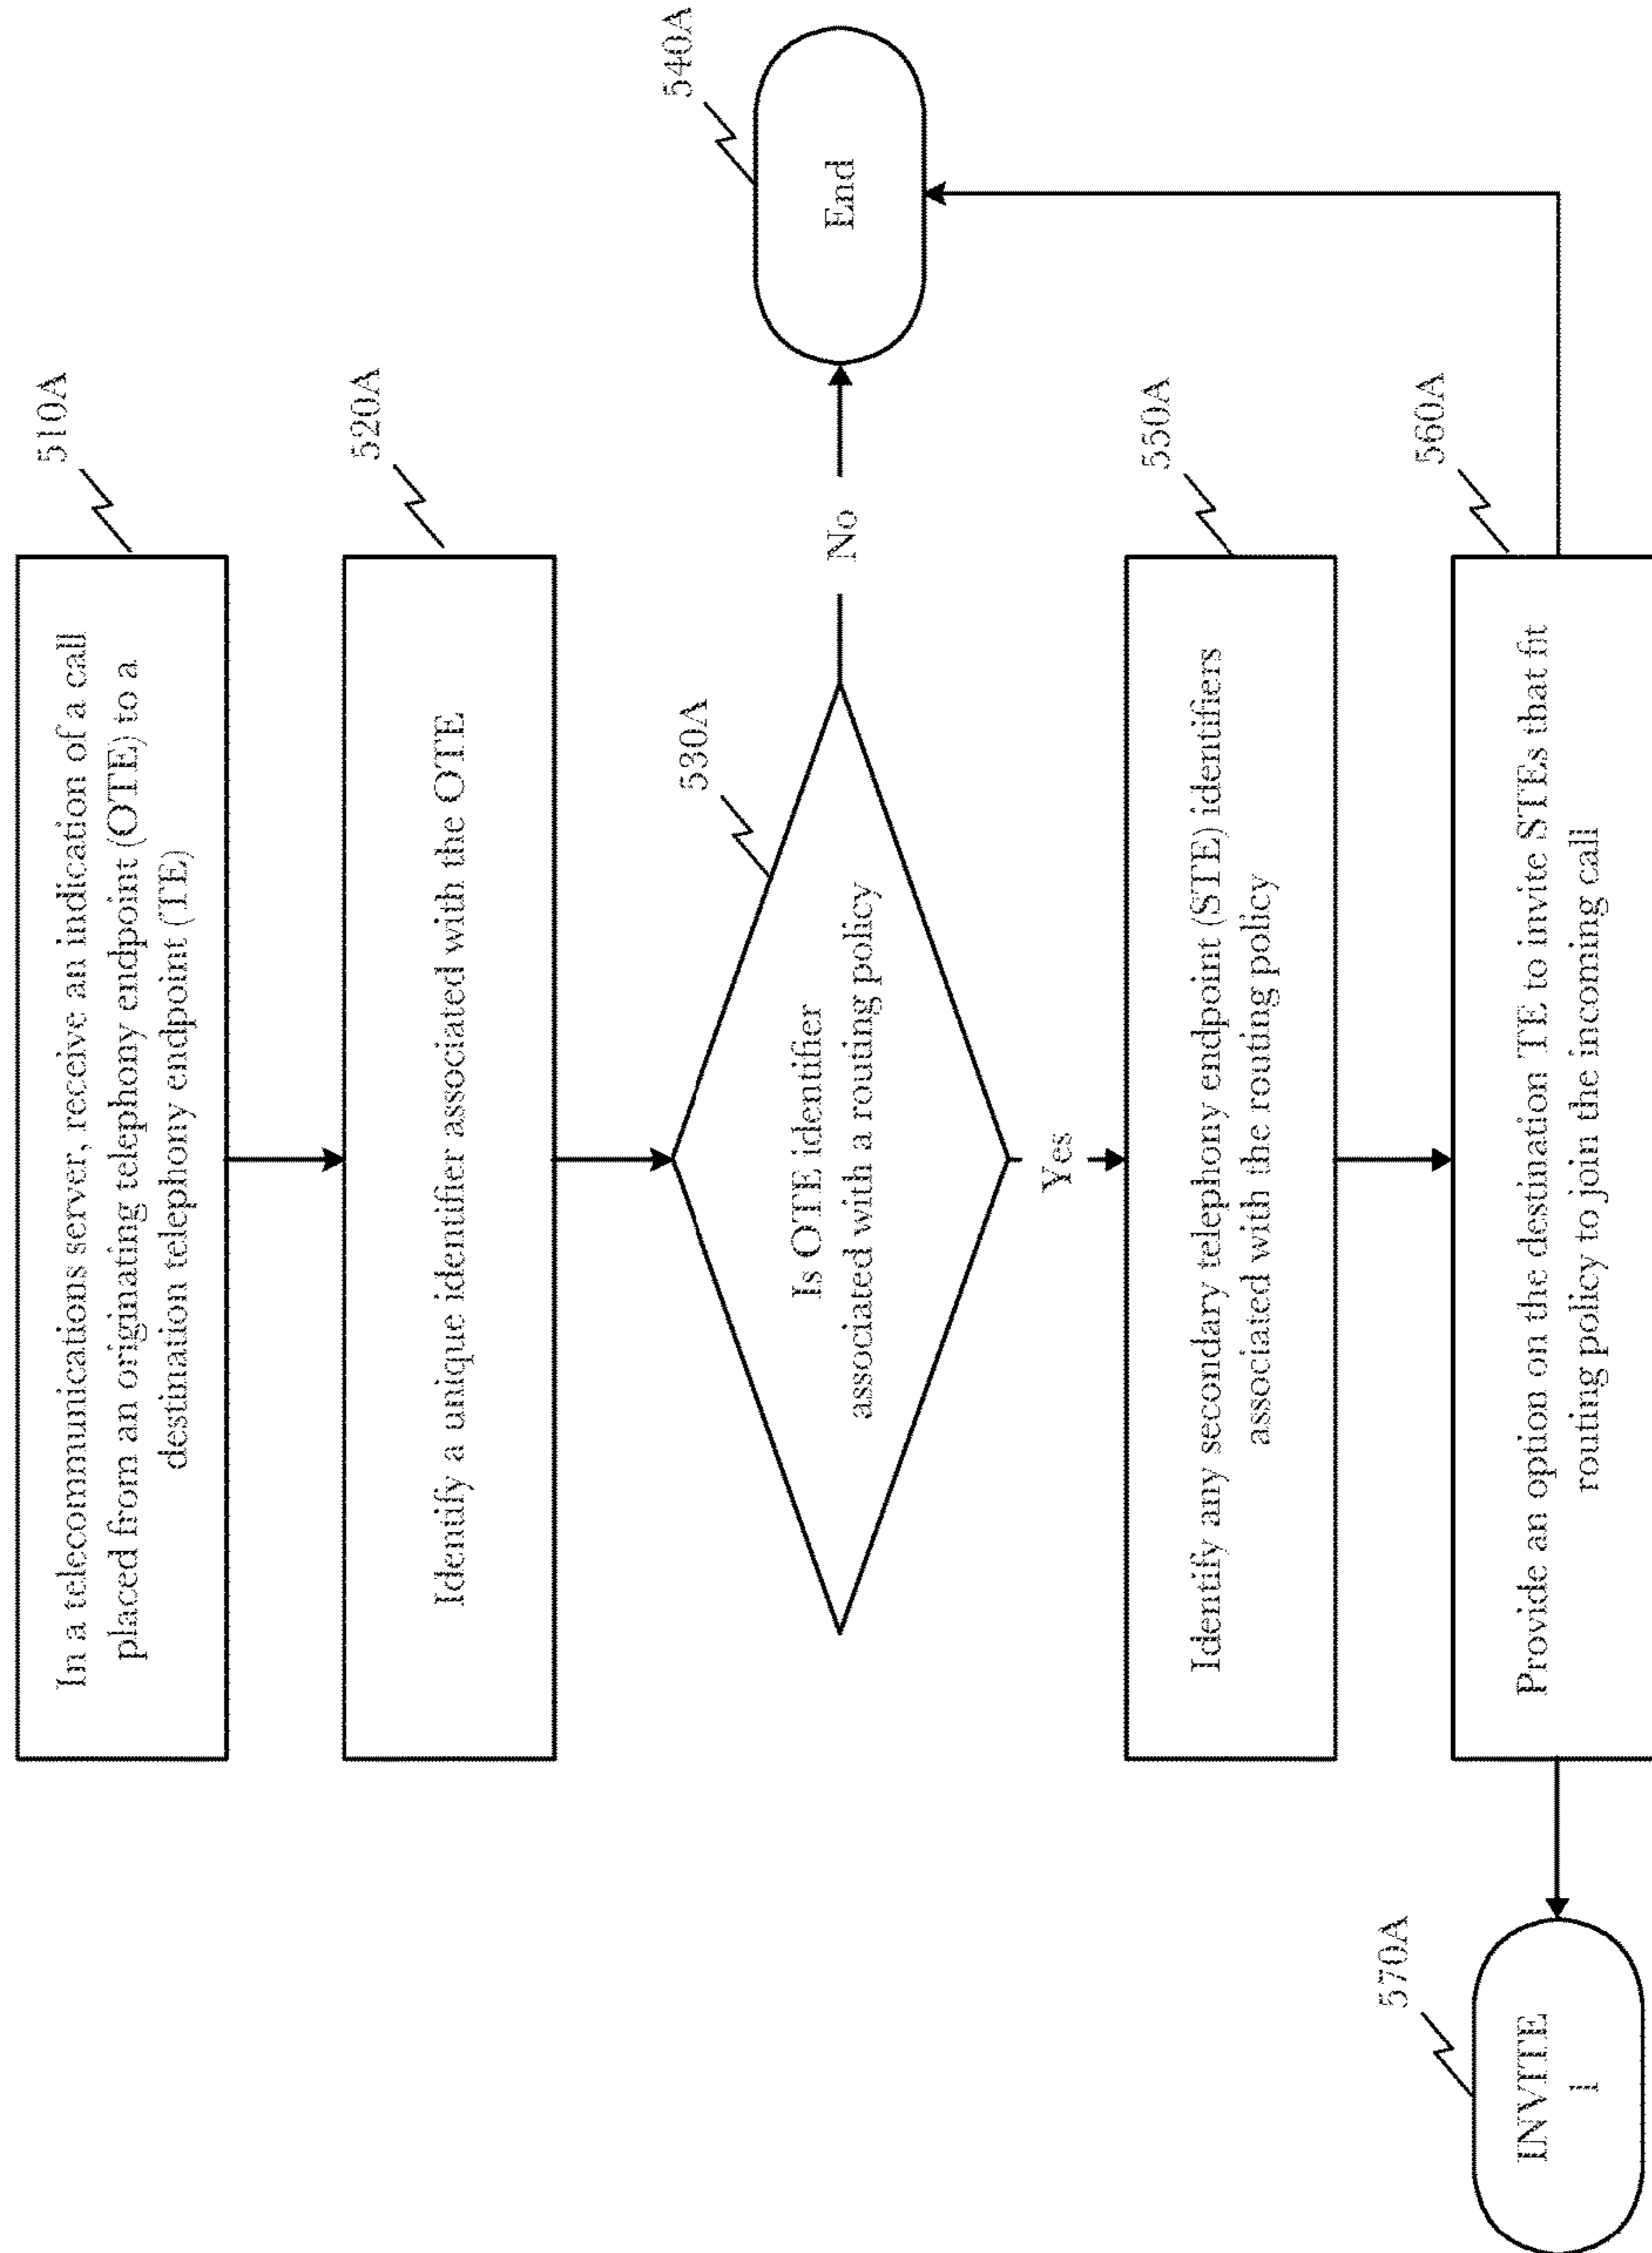 510A
In a telecommunications server, receive an indication of a call
placed from an originating telephony endpoint (OTE) to a
destination telephony endpoint (TE)
520A
Identify a unique identifier associated with the OTE
530A
Is OTE identifier
associated with a routing policy
No
540A
End
Yes
550A
Identify any secondary telephony endpoint (STE) identifiers
associated with the routing policy
560A
Provide an option on the destination TE to invite STEs that fit
routing policy to join the incoming call
570A
INVITE
1